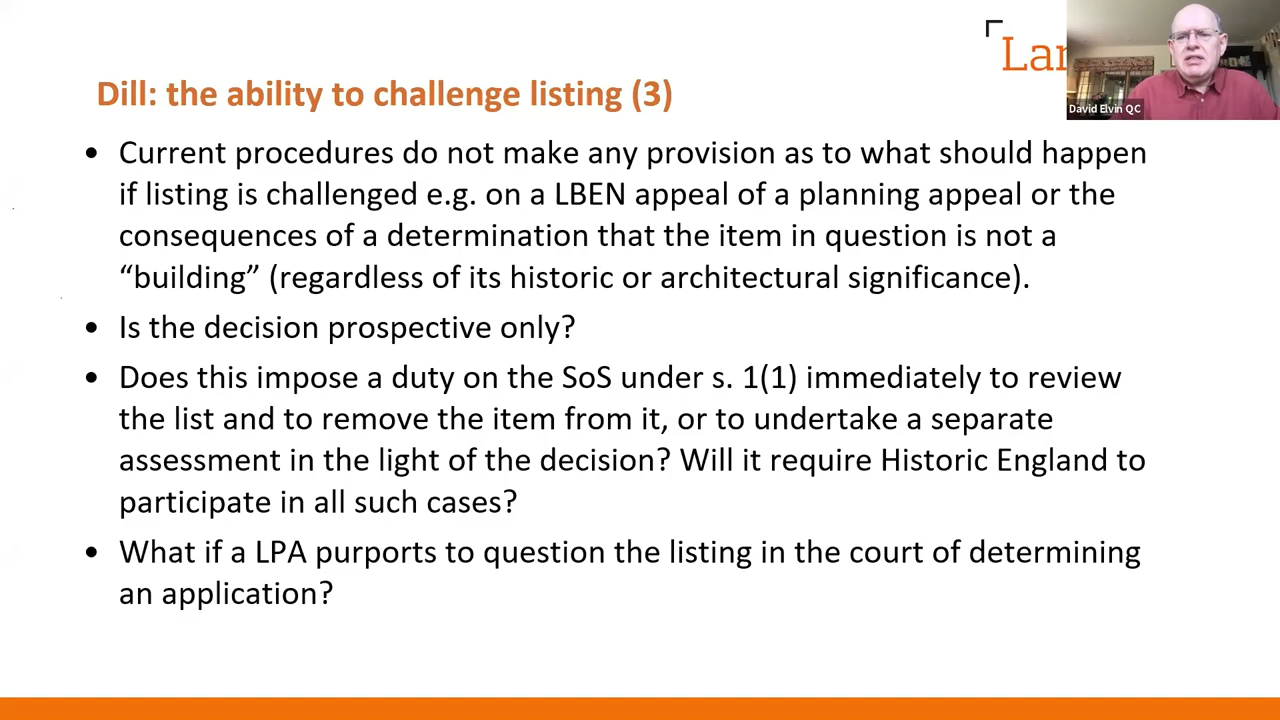 Lan
David Elvin QC
Dill: the ability to challenge listing (3)
• Current procedures do not make any provision as to what should happen
if listing is challenged e.g. on a LBEN appeal of a planning appeal or the
consequences of a determination that the item in question is not a
“building” (regardless of its historic or architectural significance).
• Is the decision prospective only?
• Does this impose a duty on the SoS under s. 1(1) immediately to review
the list and to remove the item from it, or to undertake a separate
assessment in the light of the decision? Will it require Historic England to
participate in all such cases?
• What if a LPA purports to question the listing in the court of determining
an application?